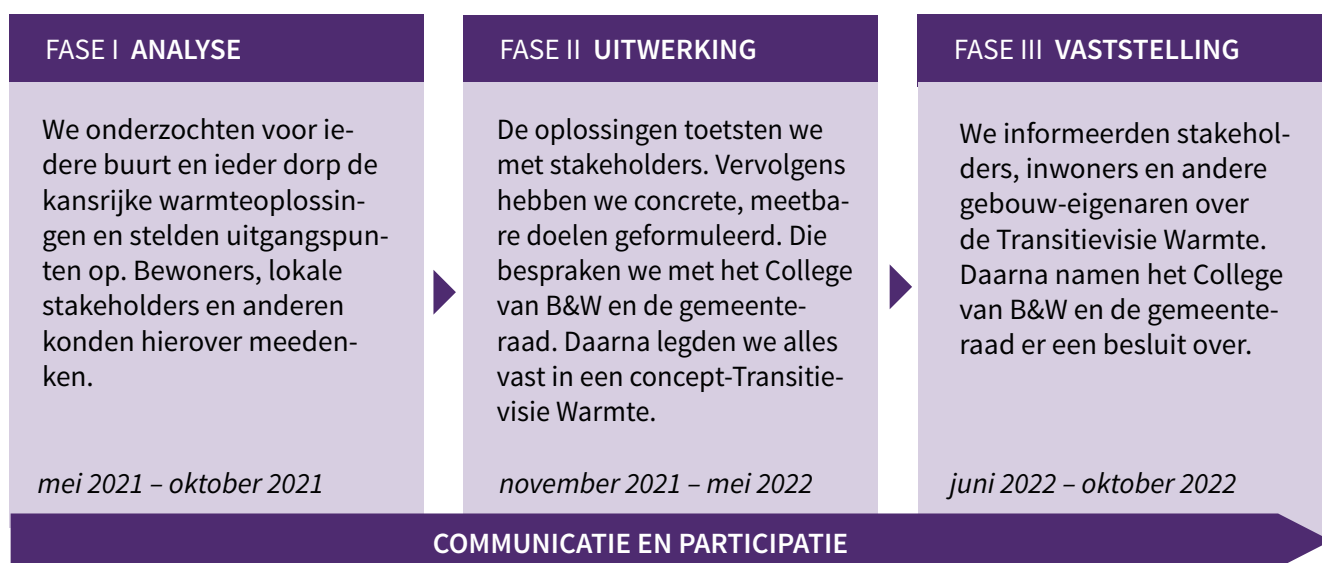 FASE I ANALYSE
We onderzochten voor ie-
dere buurt en ieder dorp de
kansrijke warmteoplossin-
gen en stelden uitgangspun-
ten op. Bewoners, lokale
stakeholders en anderen
konden hierover meeden-
ken.
mei 2021 – oktober 2021
FASE II UITWERKING
De oplossingen toetsten we
met stakeholders. Vervolgens
hebben we concrete, meetba-
re doelen geformuleerd. Die
bespraken we met het College
van B&W en de gemeente-
raad. Daarna legden we alles
vast in een concept-Transitie-
visie Warmte.
november 2021 – mei 2022
FASE III VASTSTELLING
We informeerden stakehol-
ders, inwoners en andere
gebouw-eigenaren over
de Transitievisie Warmte.
Daarna namen het College
van B&W en de gemeente-
raad er een besluit over.
juni 2022 – oktober 2022
COMMUNICATIE EN PARTICIPATIE